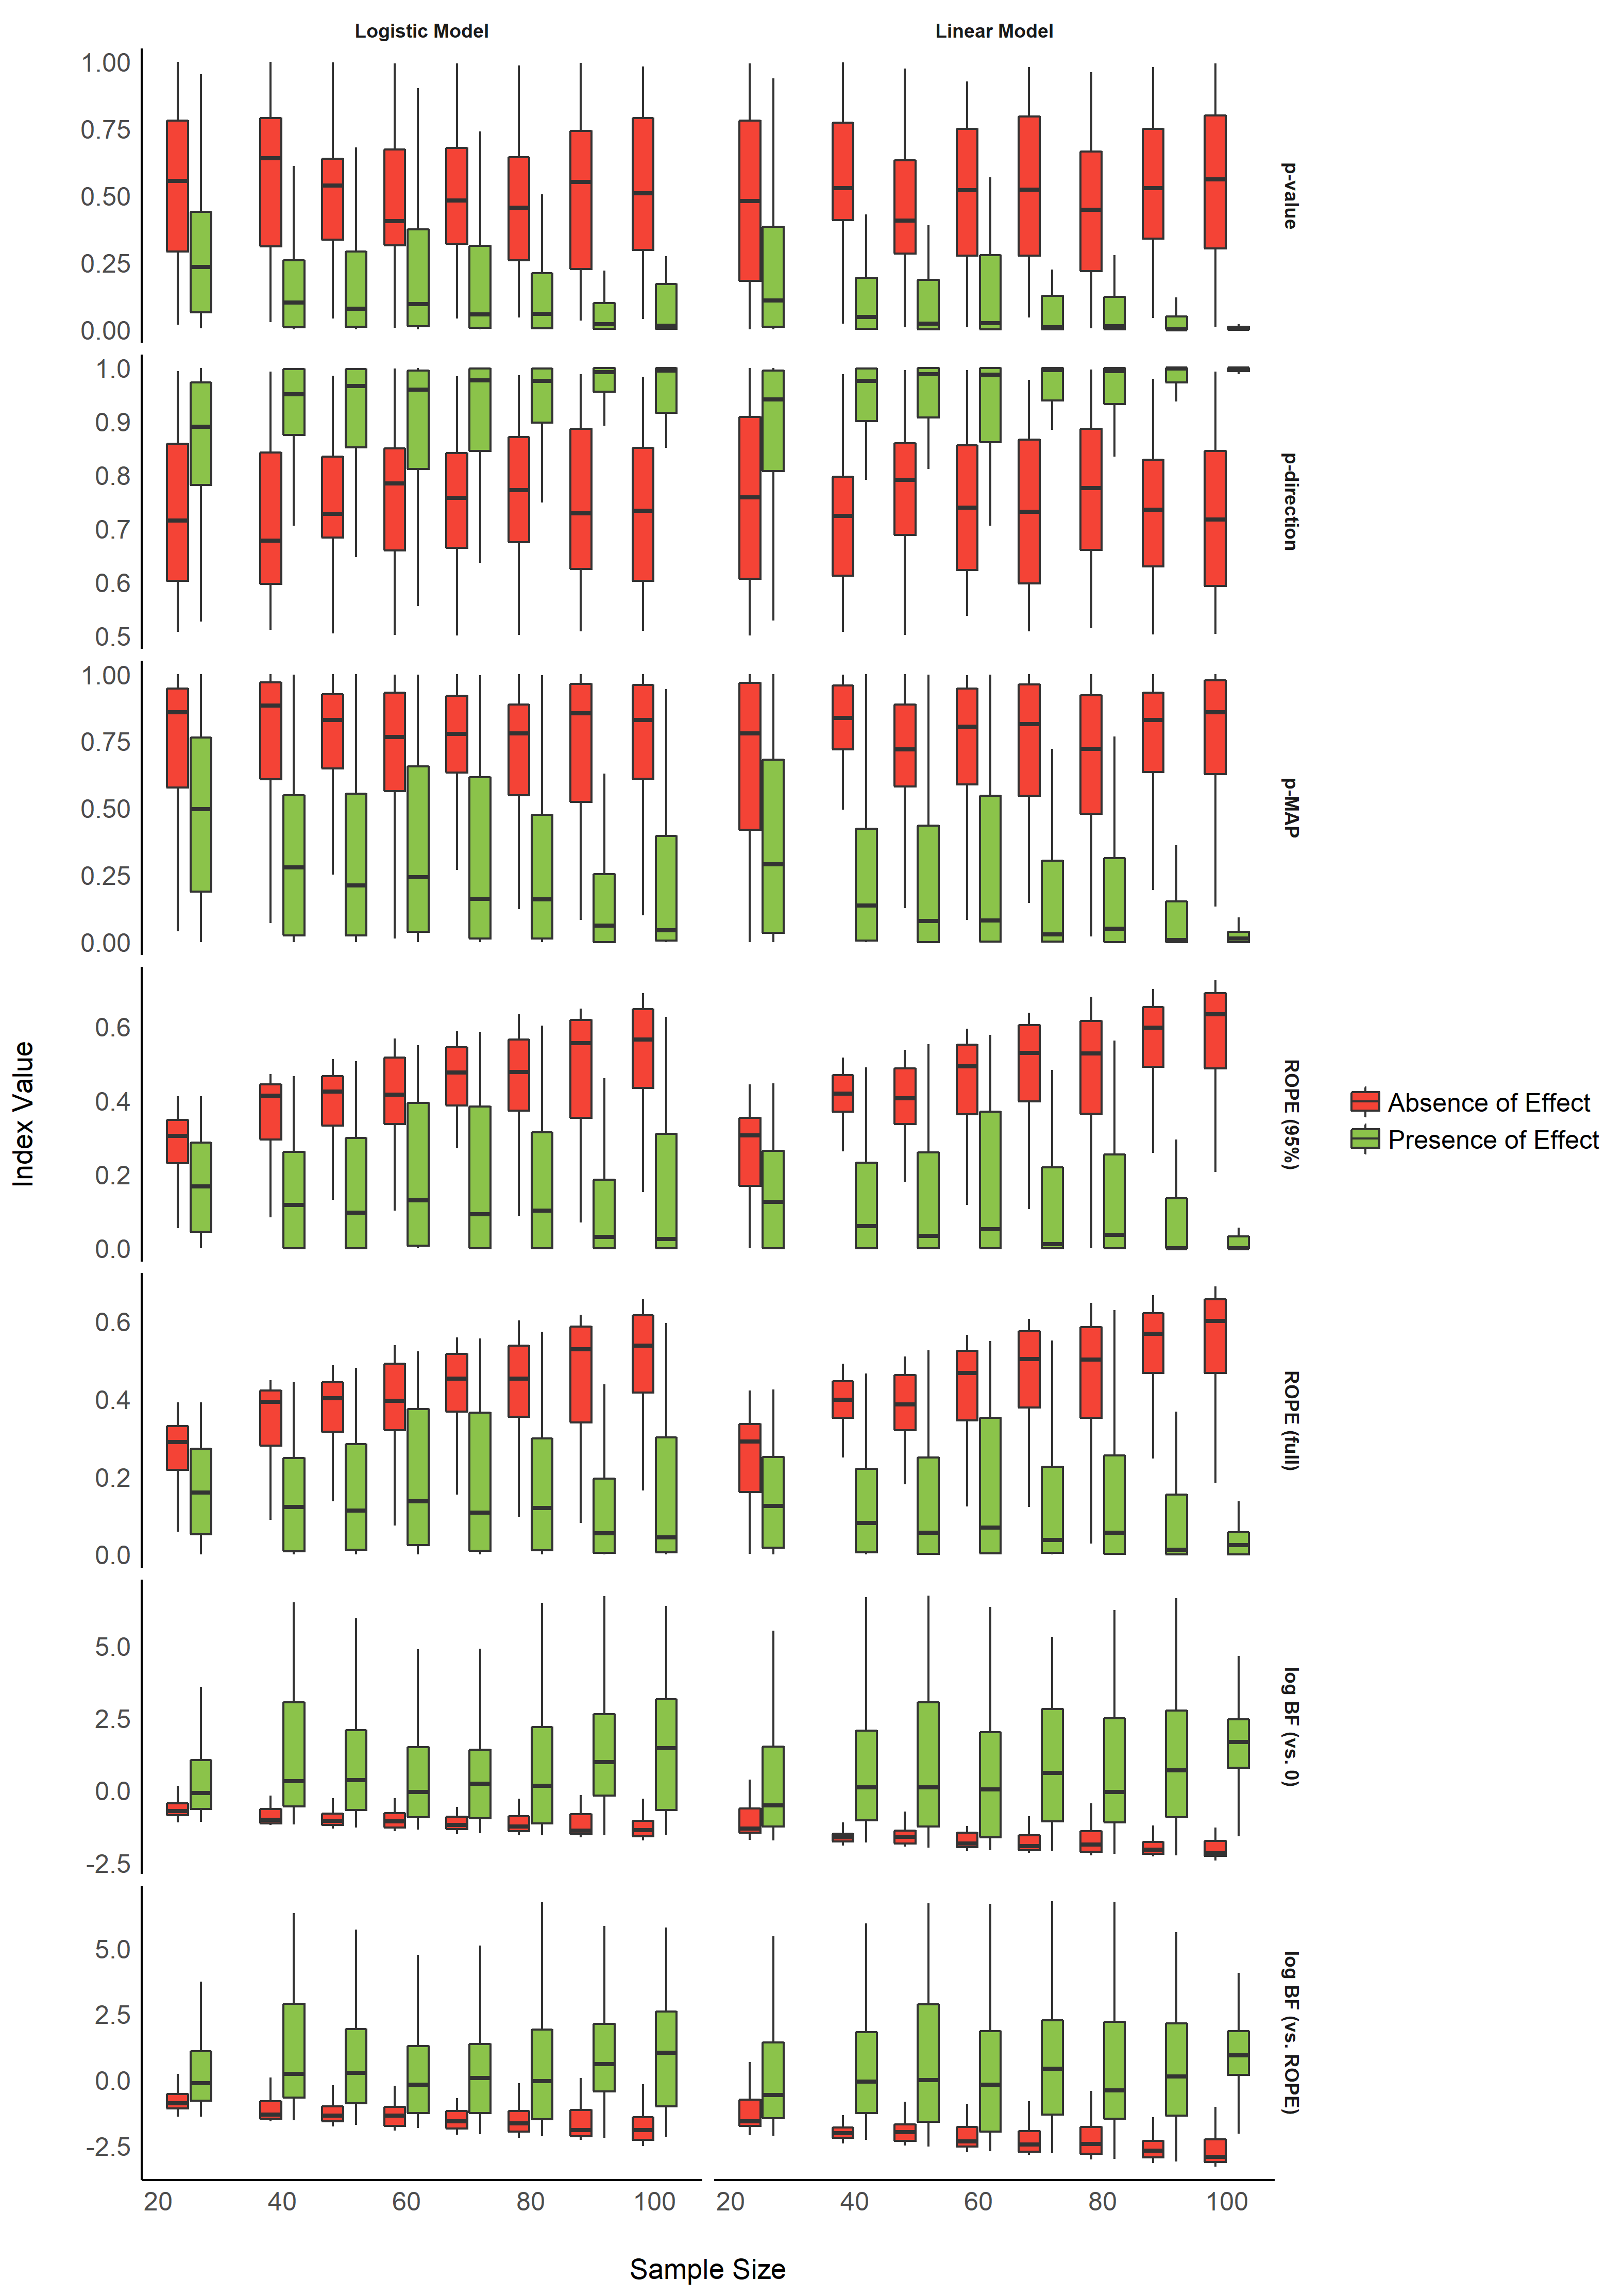 Logistic Model
Linear Model
1.00
0.75
0.50
0.25
0.00
p-value
1.0
0.9
0.8
0.7
0.6
0.5
p-direction
1.00
0.75
0.50
0.25
0.00
p-MAP
0.6
0.4
0.2
0.0
ROPE (95%)
0.6
0.4
0.2
0.0
ROPE (full)
5.0
2.5
0.0
-2.5
log BF (vs. 0)
5.0
2.5
0.0
-2.5
log BF (vs. ROPE)
20 40 60 80 100
20 40 60 80 100
Sample Size
Index Value
Absence of Effect
Presence of Effect